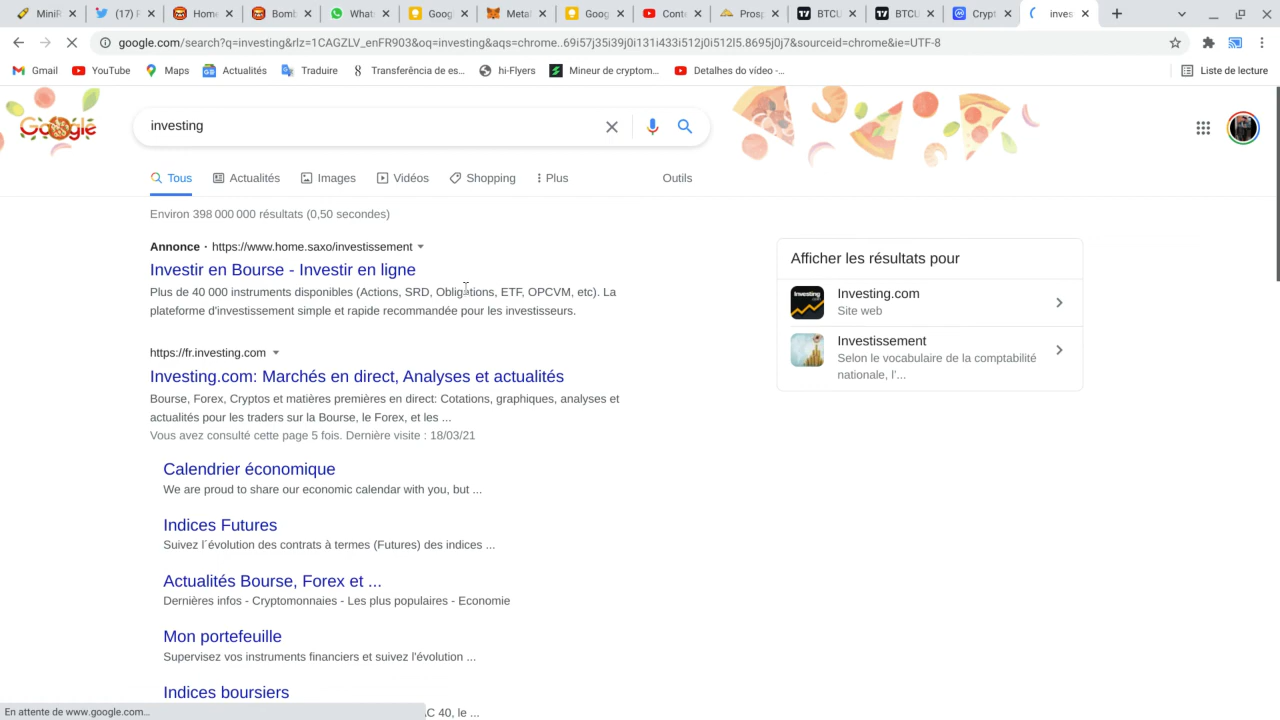 MiniR
(17) F
Home
Bomb
Whats
Goog
Metal
Goog
Conte
Prosp
BTCU
BTCU
Crypt
inves
google.com/search?q=investing&rlz=1CAGZLV_enFR903&oq=investing&aqs=chrome..69i57j35i39j0i131i433i512j0i512l5.8695j0j7&sourceid=chrome&ie=UTF-8
Gmail
YouTube
Maps
Actualités
Traduire
Transferência de es...
hi-Flyers
Mineur de cryptom...
Detalhes do vídeo -...
Liste de lecture
Google
investing
Tous
Actualités
Images
Vidéos
Shopping
Plus
Outils
Environ 398 000 000 résultats (0,50 secondes)
Annonce · https://www.home.saxo/investissement
Investir en Bourse - Investir en ligne
Plus de 40 000 instruments disponibles (Actions, SRD, Obligations, ETF, OPCVM, etc). La
plateforme d'investissement simple et rapide recommandée pour les investisseurs.
Afficher les résultats pour
Investing.com
Site web
Investissement
Selon le vocabulaire de la comptabilité
nationale, l'...
https://fr.investing.com
Investing.com: Marchés en direct, Analyses et actualités
Bourse, Forex, Cryptos et matières premières en direct: Cotations, graphiques, analyses et
actualités pour les traders sur la Bourse, le Forex, et les ...
Vous avez consulté cette page 5 fois. Dernière visite : 18/03/21
Calendrier économique
We are proud to share our economic calendar with you, but ...
Indices Futures
Suivez l´évolution des contrats à termes (Futures) des indices ...
Actualités Bourse, Forex et ...
Dernières infos - Cryptomonnaies - Les plus populaires - Economie
Mon portefeuille
Supervisez vos instruments financiers et suivez l'évolution ...
Indices boursiers
AC 40, le ...
En attente de www.google.com...